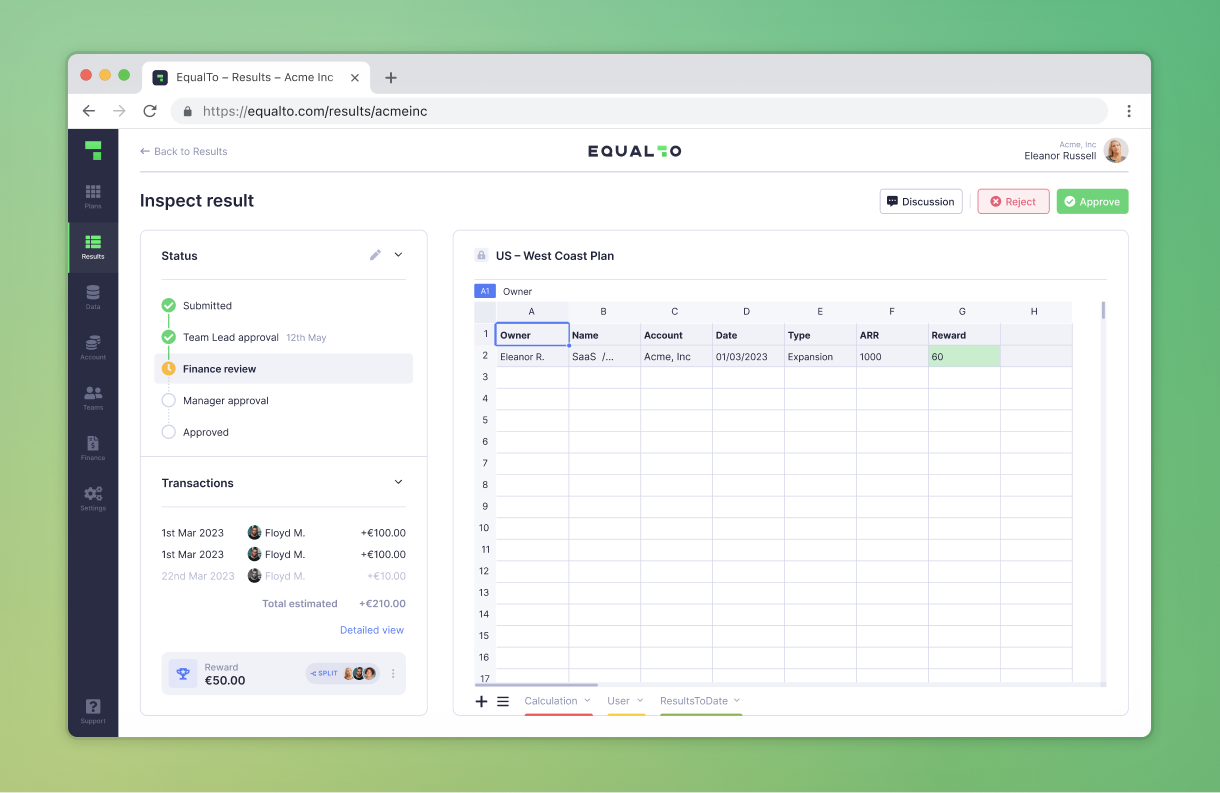 EqualTo – Results – Acme Inc
https://equalto.com/results/acmeinc
Plans
Results
Data
Account
Teams
Finance
Settings
Support
Back to Results
EQUALTO
Acme, Inc
Eleanor Russell
Inspect result
Discussion
Reject
Approve
Status
Submitted
Team Lead approval 12th May
Finance review
Manager approval
Approved
Transactions
1st Mar 2023 Floyd M. +€100.00
1st Mar 2023 Floyd M. +€100.00
22nd Mar 2023 Floyd M. +€10.00
Total estimated +€210.00
Detailed view
Reward
€50.00
SPLIT
US – West Coast Plan
A1 Owner
A B C D E F G H
1 Owner Name Account Date Type ARR Reward
2 Eleanor R. SaaS /... Acme, Inc 01/03/2023 Expansion 1000 60
3
4
5
6
7
8
9
10
11
12
13
14
15
16
17
Calculation User ResultsToDate